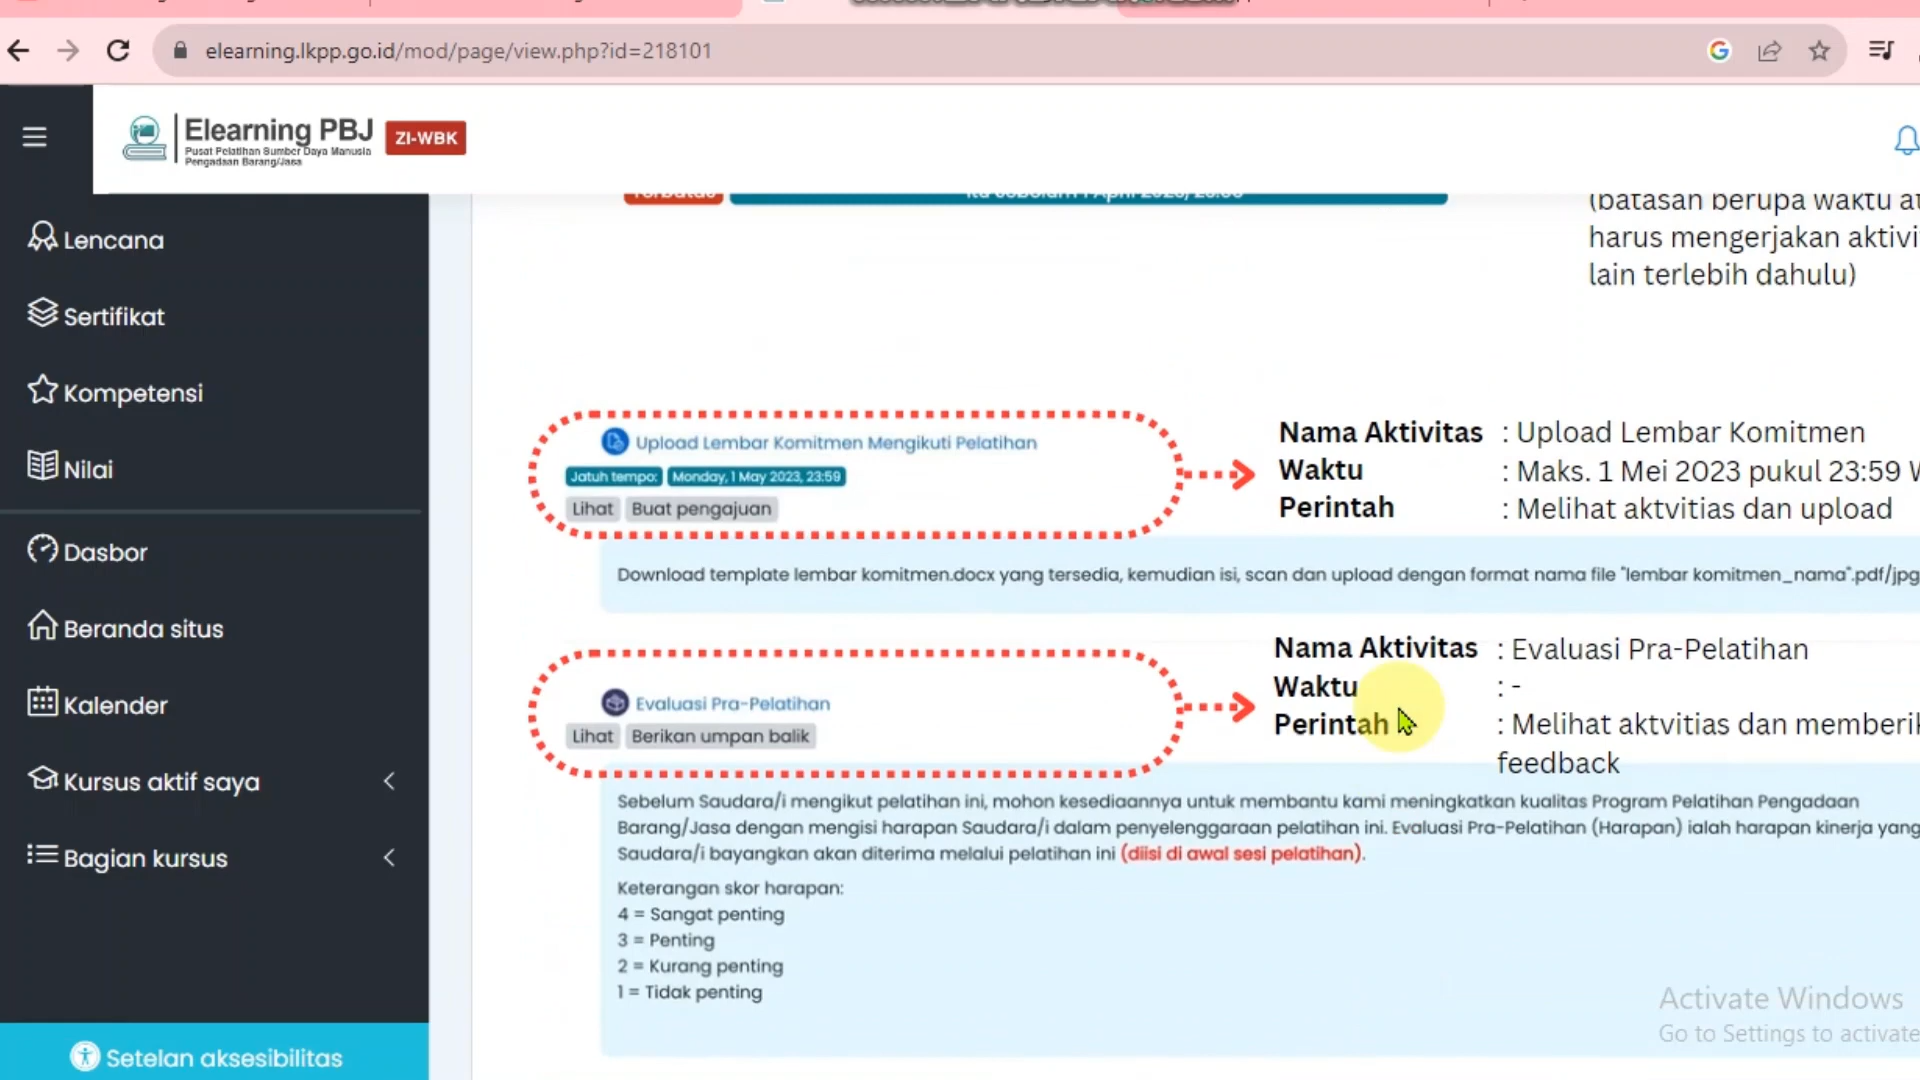 elearning.lkpp.go.id/mod/page/view.php?id=218101
Elearning PBJ
Pusat Pelatihan Sumber Daya Manusia
Pengadaan Barang/Jasa
ZI-WBK
Lencana
Sertifikat
Kompetensi
Nilai
Dasbor
Beranda situs
Kalender
Kursus aktif saya
Bagian kursus
Setelan aksesibilitas
(batasan berupa waktu
harus mengerjakan
lain terlebih dahulu)
Upload Lembar Komitmen Mengikuti Pelatihan
Jatuh tempo: Monday, 1 May 2023, 23:59
Lihat Buat pengajuan
Nama Aktivitas : Upload Lembar Komitmen
Waktu : Maks. 1 Mei 2023 pukul 23:59 W
Perintah : Melihat aktvitias dan upload
Download template lembar komitmen.docx yang tersedia, kemudian isi, scan dan upload dengan format nama file "lembar komitmen_nama".pdf/jpg
Evaluasi Pra-Pelatihan
Lihat Berikan umpan balik
Nama Aktivitas : Evaluasi Pra-Pelatihan
Waktu : -
Perintah : Melihat aktvitias dan memberik
feedback
Sebelum Saudara/i mengikut pelatihan ini, mohon kesediaannya untuk membantu kami meningkatkan kualitas Program Pelatihan Pengadaan
Barang/Jasa dengan mengisi harapan Saudara/i dalam penyelenggaraan pelatihan ini. Evaluasi Pra-Pelatihan (Harapan) ialah harapan kinerja yang
Saudara/i bayangkan akan diterima melalui pelatihan ini (diisi di awal sesi pelatihan).
Keterangan skor harapan:
4 = Sangat penting
3 = Penting
2 = Kurang penting
1 = Tidak penting
Activate Windows
Go to Settings to activate